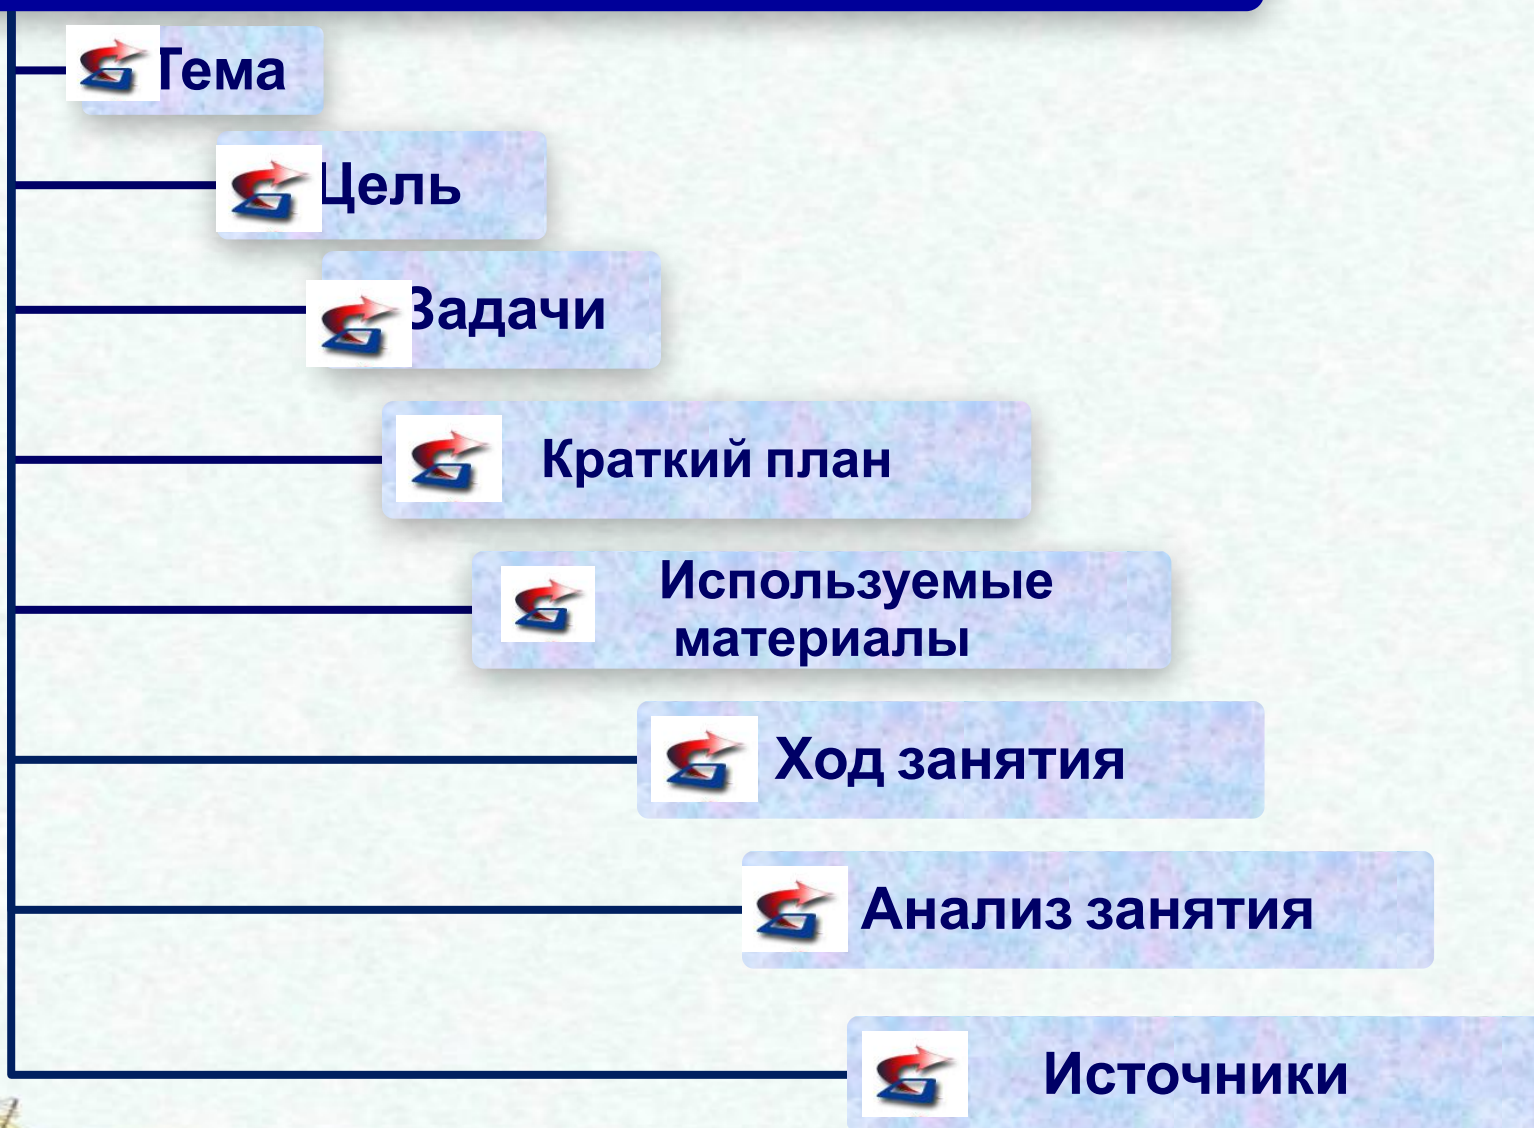 Тема
Цель
Задачи
Краткий план
Используемые
материалы
Ход занятия
Анализ занятия
Источники